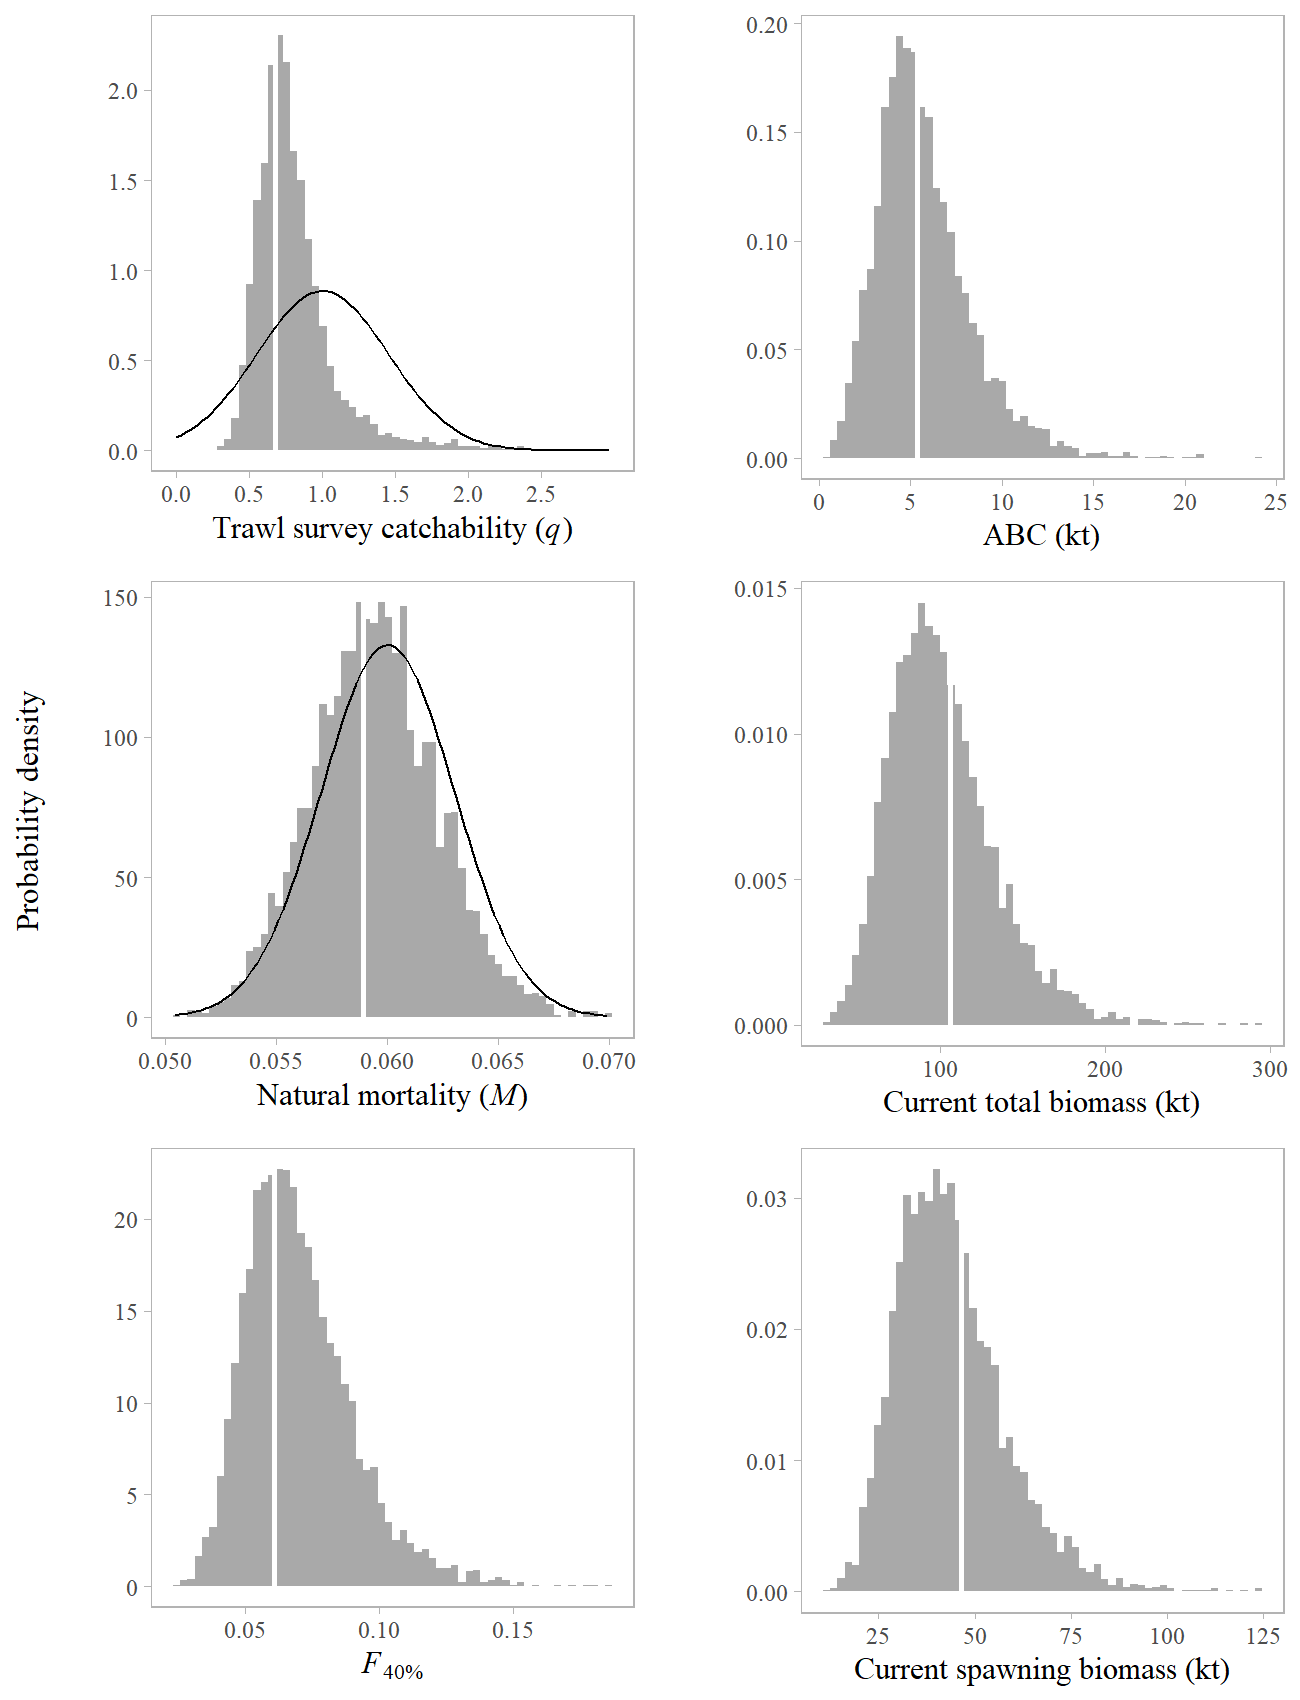 Probability density
2.0
1.5
1.0
0.5
0.0
0.0 0.5 1.0 1.5 2.0 2.5
Trawl survey catchability (q)
0.20
0.15
0.10
0.05
0.00
0 5 10 15 20 25
ABC (kt)
150
100
50
0
0.050 0.055 0.060 0.065 0.070
Natural mortality (M)
0.015
0.010
0.005
0.000
100 200 300
Current total biomass (kt)
20
15
10
5
0
0.05 0.10 0.15
F40%
0.03
0.02
0.01
0.00
25 50 75 100 125
Current spawning biomass (kt)